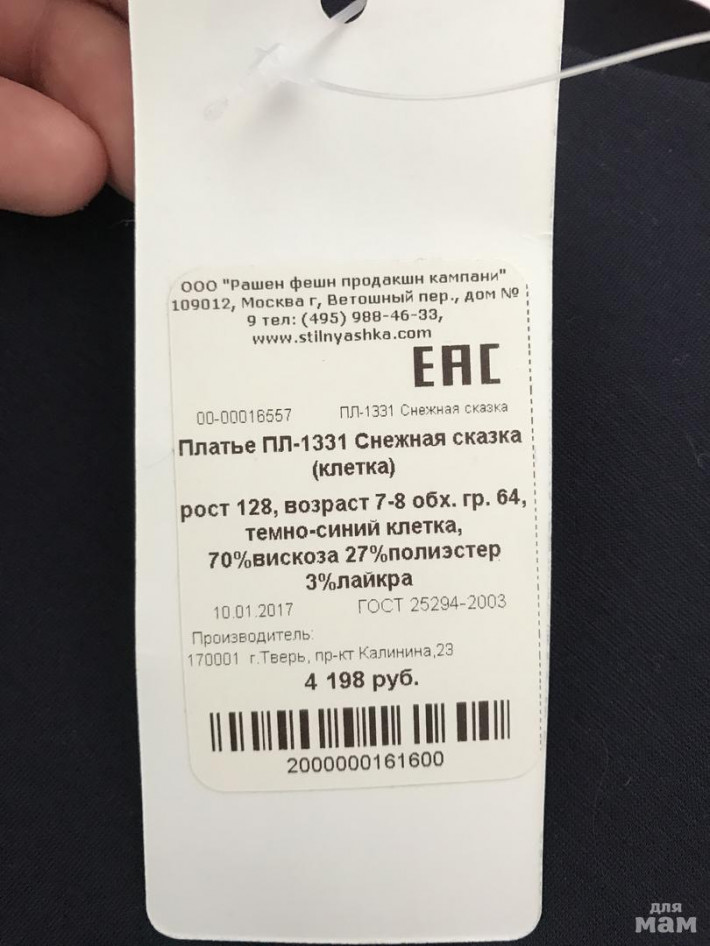 ООО "Рашен фешн продакшн кампани"
109012, Москва г, Ветошный пер., дом №
9 тел: (495) 988-46-33,
www.stilnyashka.com
ЕАС
00-00016557 ПЛ-1331 Снежная сказка
Платье ПЛ-1331 Снежная сказка
(клетка)
рост 128, возраст 7-8 обх. гр. 64,
темно-синий клетка,
70%вискоза 27%полиэстер
3%лайкра
10.01.2017 ГОСТ 25294-2003
Производитель:
170001 г.Тверь, пр-кт Калинина,23
4 198 руб.
2000000161600
для
мам